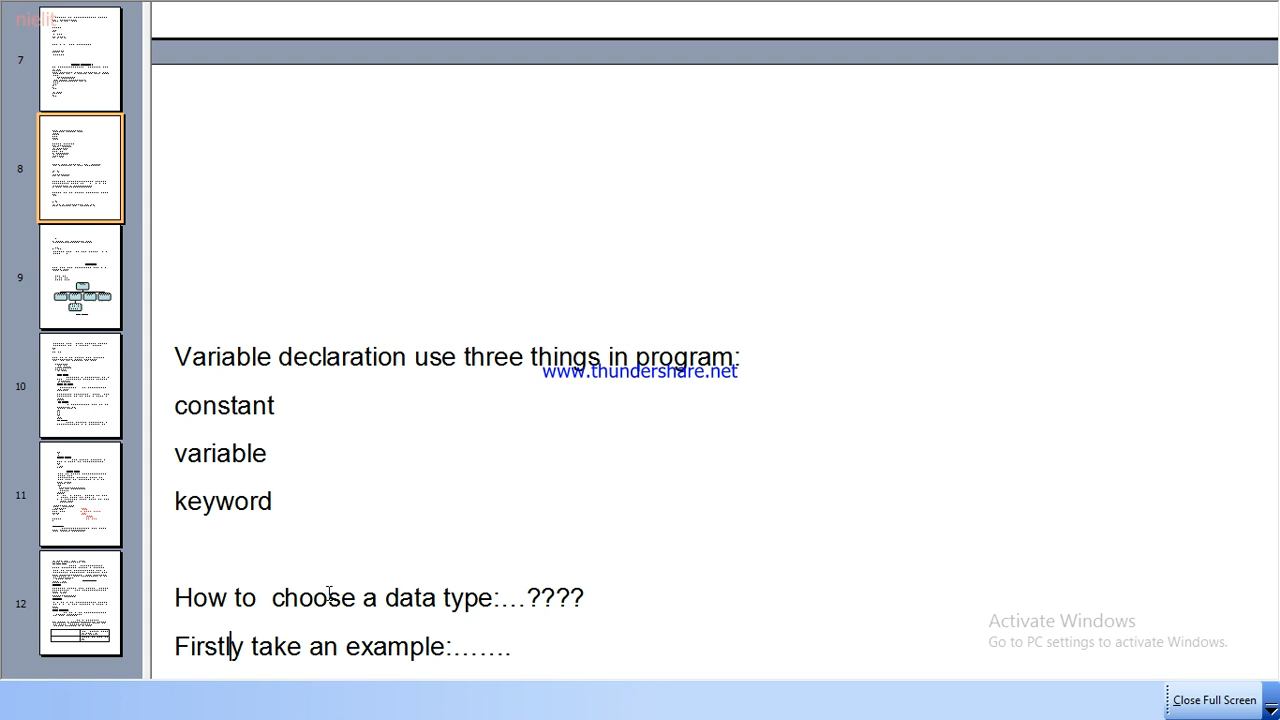 nielit
7
8
9
10
11
12
Variable declaration use three things in program:
www.thundershare.net
constant
variable
keyword
How to  choose a data type:...????
Firstly take an example:.......
Activate Windows
Go to PC settings to activate Windows.
Close Full Screen